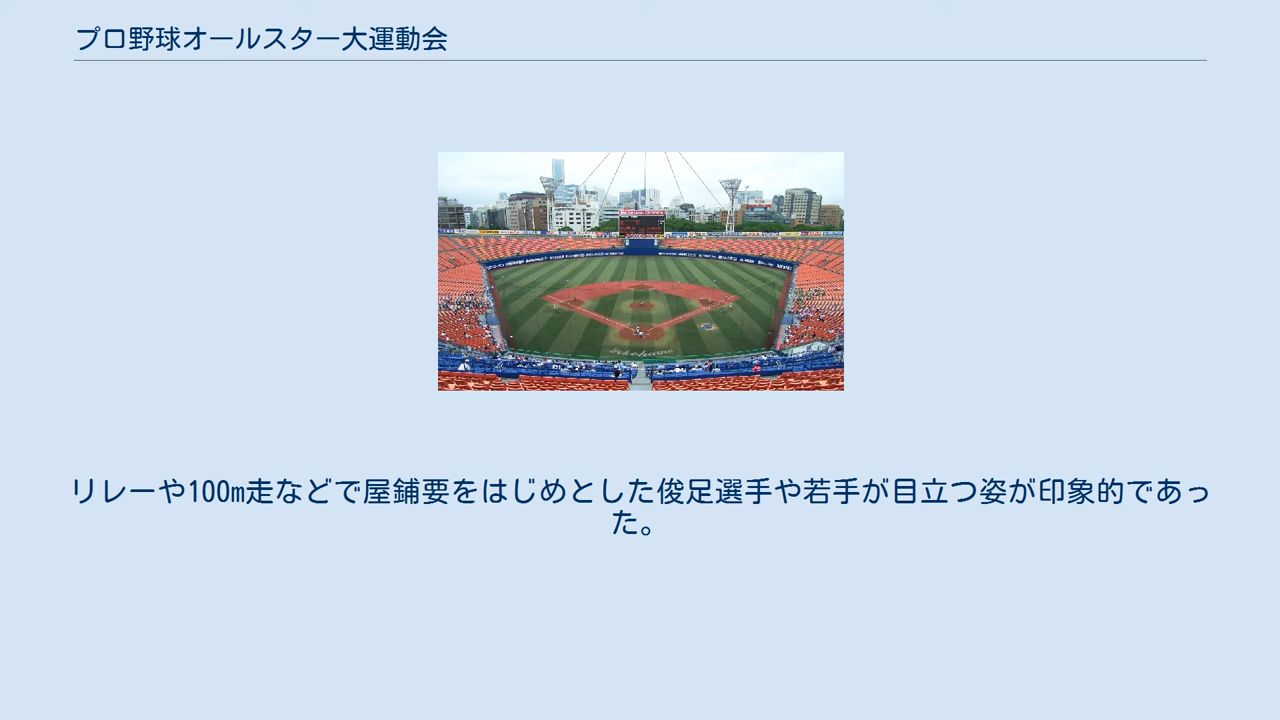 プロ野球オールスター大運動会
Yokohama
リレーや100m走などで屋鋪要をはじめとした俊足選手や若手が目立つ姿が印象的であっ
た。